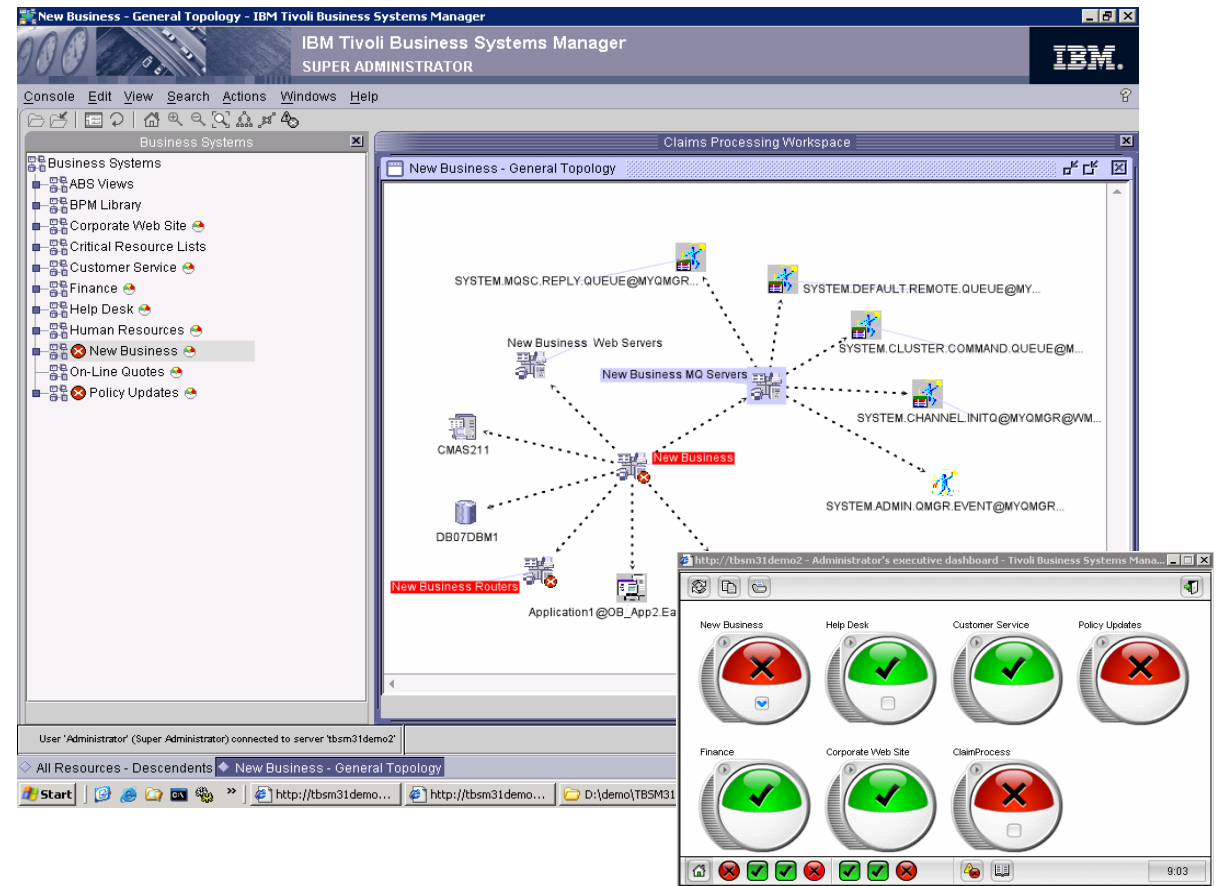 New Business - General Topology - IBM Tivoli Business Systems Manager
IBM Tivoli Business Systems Manager
SUPER ADMINISTRATOR
IBM.
Console Edit View Search Actions Windows Help
Business Systems
Business Systems
ABS Views
BPM Library
Corporate Web Site
Critical Resource Lists
Customer Service
Finance
Help Desk
Human Resources
New Business
On-Line Quotes
Policy Updates
Claims Processing Workspace
New Business - General Topology
SYSTEM.MQSC.REPLY.QUEUE@MYQMGR...
SYSTEM.DEFAULT.REMOTE.QUEUE@MY...
New Business Web Servers
SYSTEM.CLUSTER.COMMAND.QUEUE@M...
New Business MQ Servers
SYSTEM.CHANNEL.INITQ@MYQMGR@WM...
CMAS211
New Business
SYSTEM.ADMIN.QMGR.EVENT@MYQMGR...
DB07DBM1
New Business Routers
Application1@OB_App2.Ea
User 'Administrator' (Super Administrator) connected to server 'tbsm31demo2'
All Resources - Descendents
New Business - General Topology
Start
http://tbsm31demo...
http://tbsm31demo...
D:\demo\TBSM31
http://tbsm31demo2 - Administrator's executive dashboard - Tivoli Business Systems Mana...
New Business
Help Desk
Customer Service
Policy Updates
Finance
Corporate Web Site
ClaimProcess
9:03